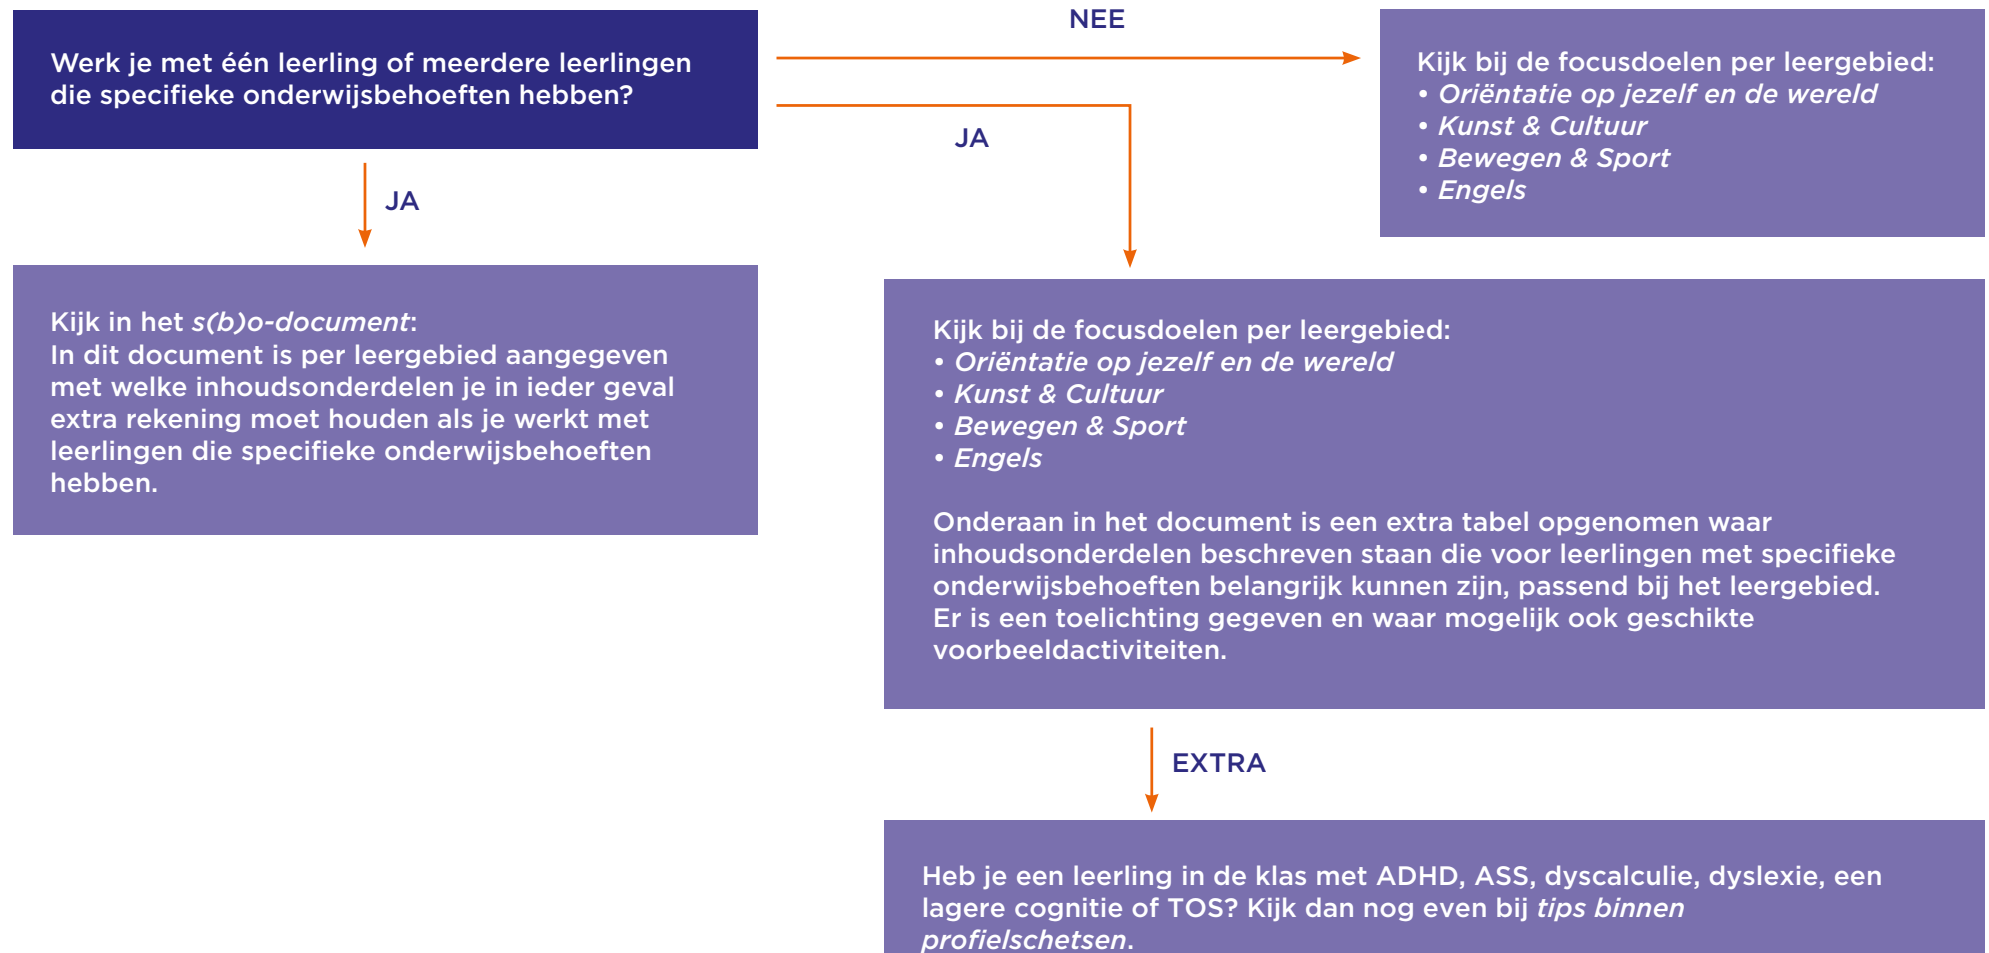 Werk je met één leerling of meerdere leerlingen
die specifieke onderwijsbehoeften hebben?
NEE
Kijk bij de focusdoelen per leergebied:
• Oriëntatie op jezelf en de wereld
• Kunst & Cultuur
• Bewegen & Sport
• Engels
JA
JA
Kijk in het s(b)o-document:
In dit document is per leergebied aangegeven
met welke inhoudsonderdelen je in ieder geval
extra rekening moet houden als je werkt met
leerlingen die specifieke onderwijsbehoeften
hebben.
Kijk bij de focusdoelen per leergebied:
• Oriëntatie op jezelf en de wereld
• Kunst & Cultuur
• Bewegen & Sport
• Engels
Onderaan in het document is een extra tabel opgenomen waar
inhoudsonderdelen beschreven staan die voor leerlingen met specifieke
onderwijsbehoeften belangrijk kunnen zijn, passend bij het leergebied.
Er is een toelichting gegeven en waar mogelijk ook geschikte
voorbeeldactiviteiten.
EXTRA
Heb je een leerling in de klas met ADHD, ASS, dyscalculie, dyslexie, een
lagere cognitie of TOS? Kijk dan nog even bij tips binnen
profielschetsen.